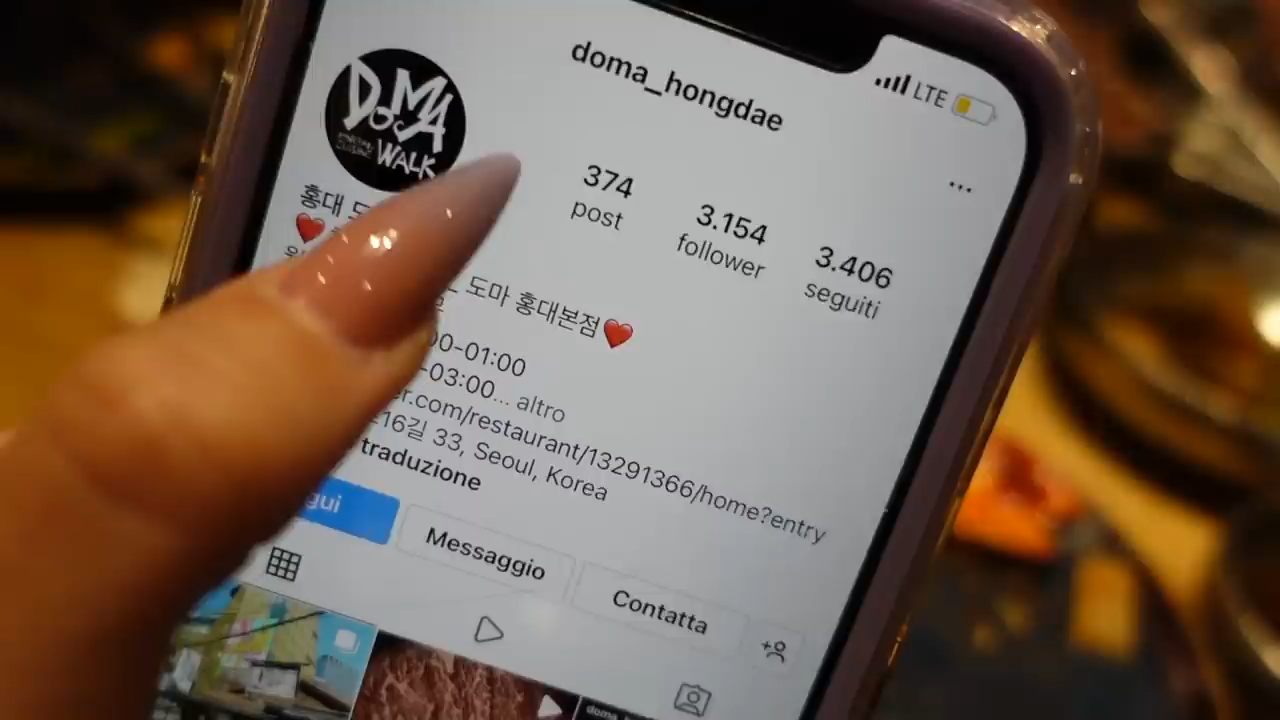 doma_hongdae
LTE
DOMA
WALK
374
post
3.154
follower
3.406
seguiti
홍대
도마 홍대본점❤️
00-01:00
-03:00... altro
er.com/restaurant/13291366/home?entry
16길 33, Seoul, Korea
traduzione
gui
Messaggio
Contatta